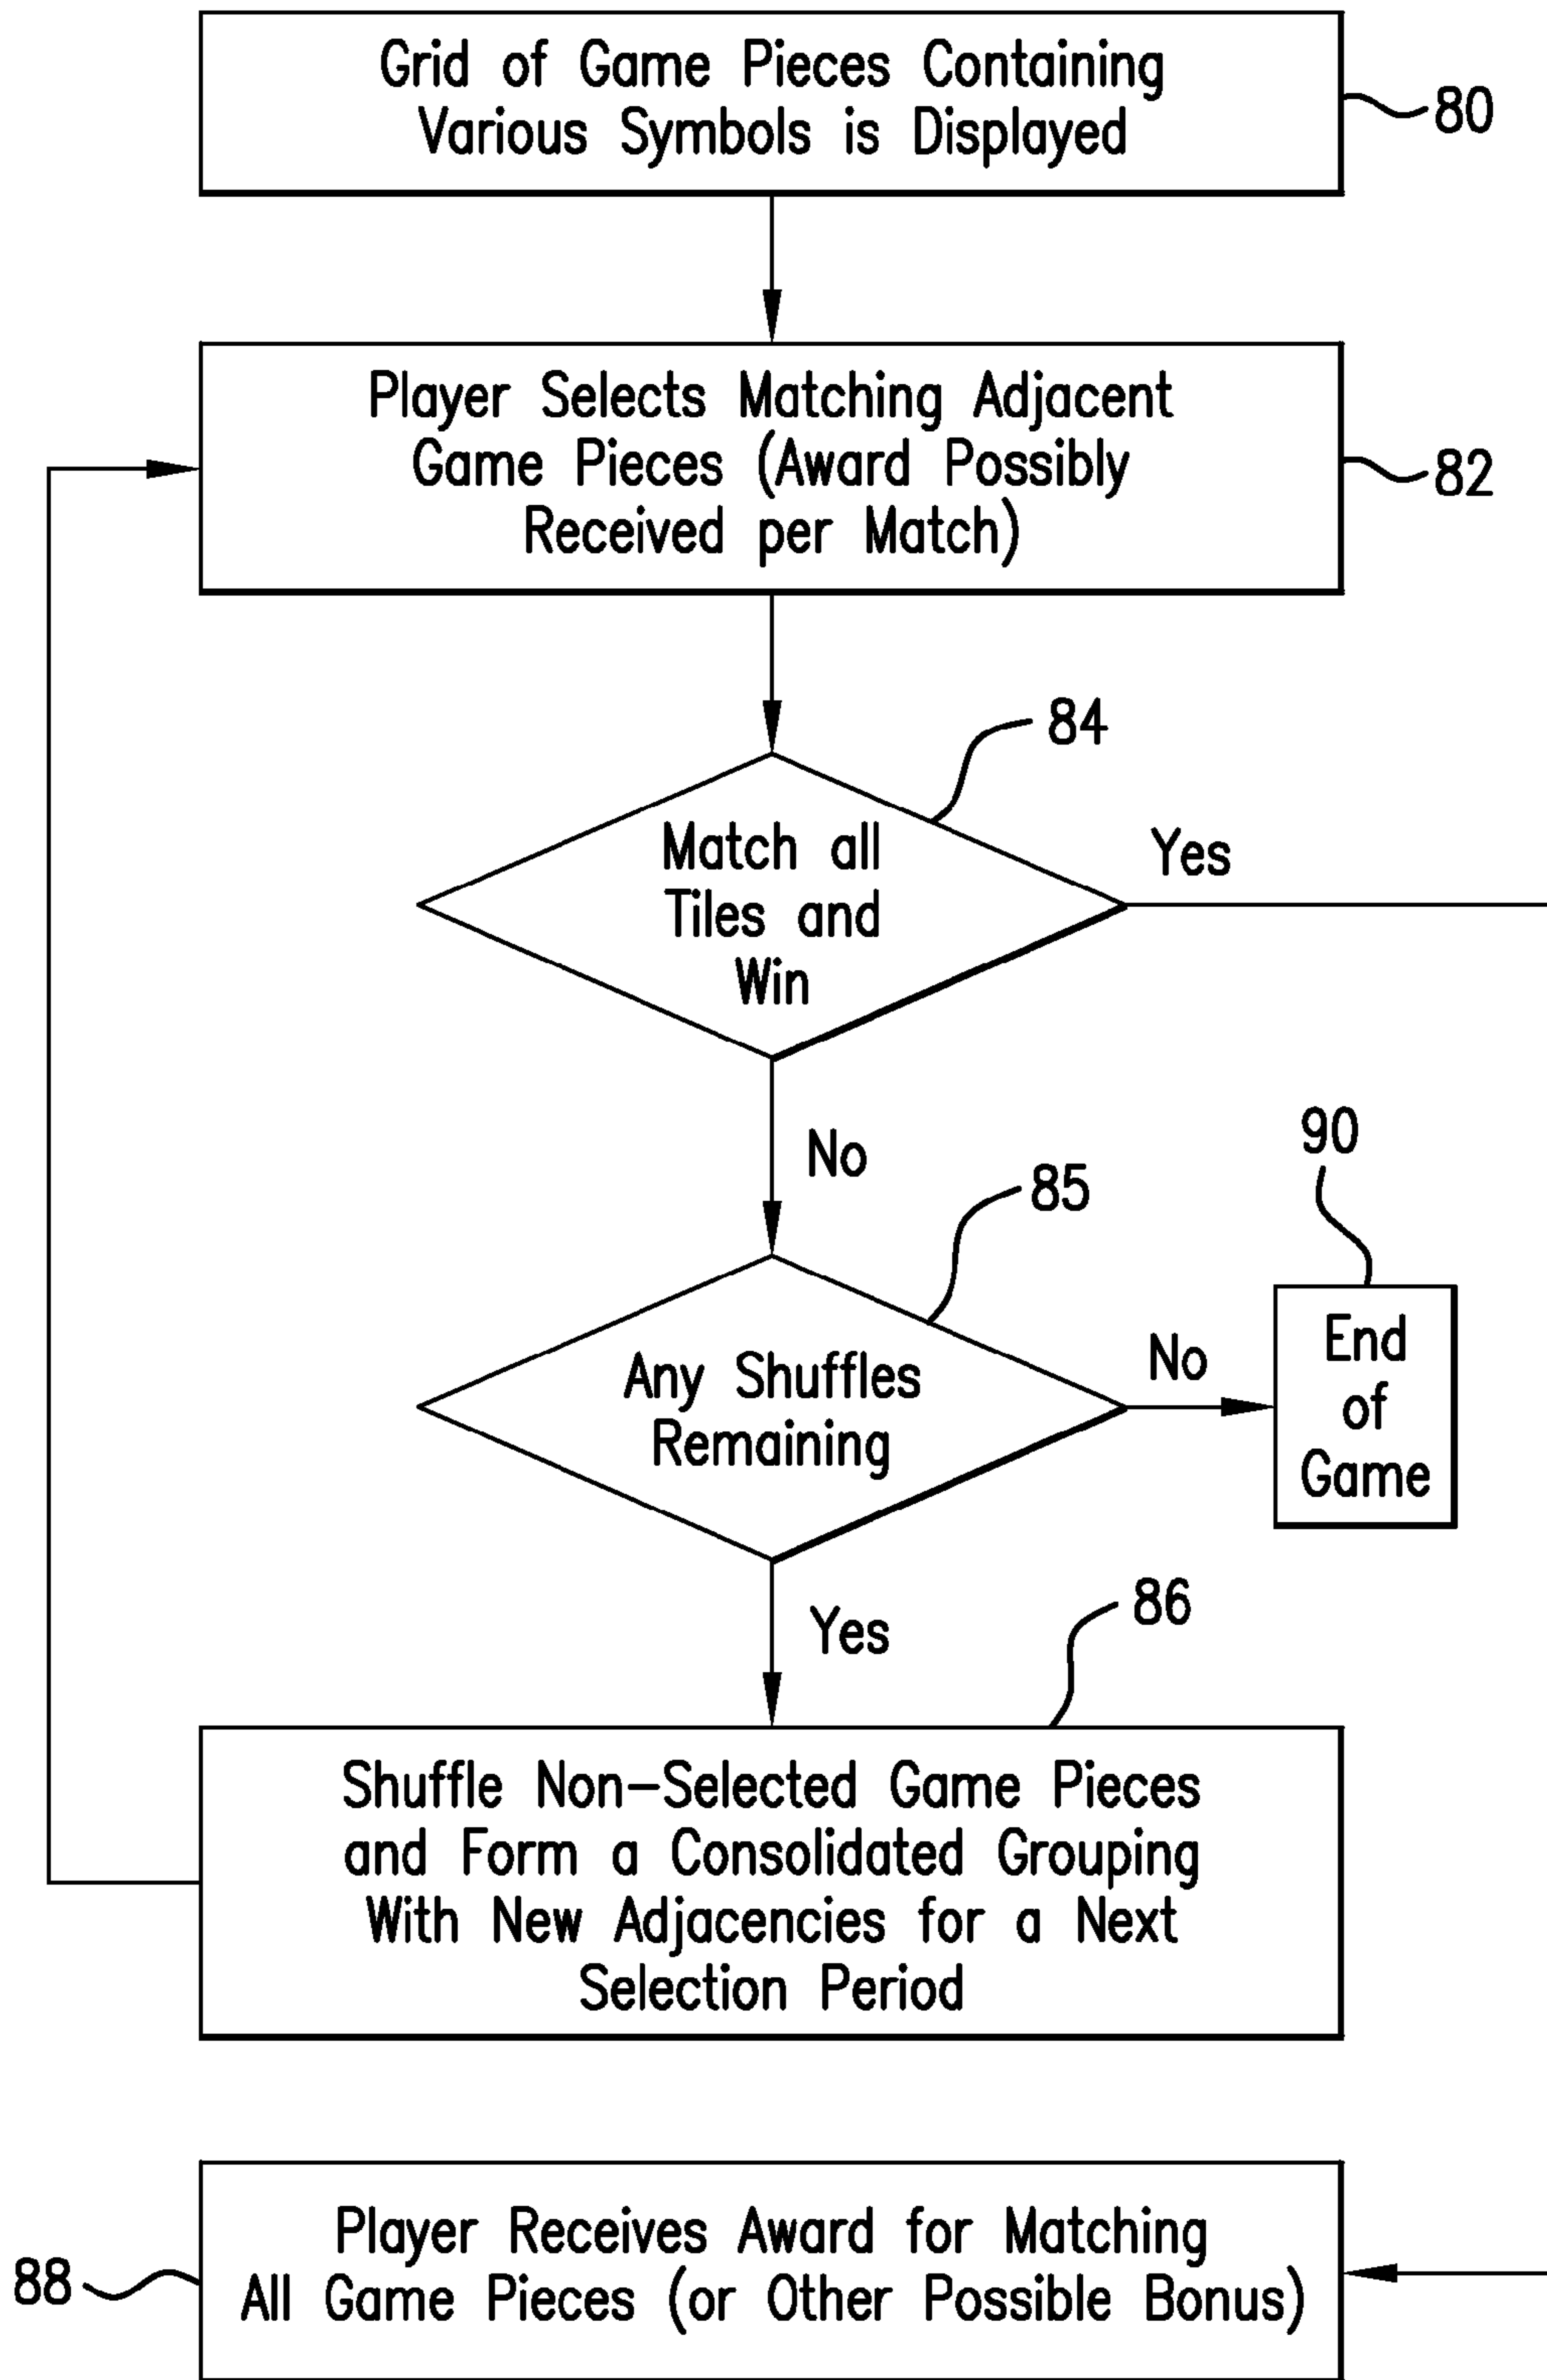 Grid of Game Pieces Containing
Various Symbols is Displayed
80
Player Selects Matching Adjacent
Game Pieces (Award Possibly
Received per Match)
82
84
Match all
Tiles and
Win
Yes
No
85
90
Any Shuffles
Remaining
No
End
of
Game
Yes
86
Shuffle Non-Selected Game Pieces
and Form a Consolidated Grouping
With New Adjacencies for a Next
Selection Period
88
Player Receives Award for Matching
All Game Pieces (or Other Possible Bonus)